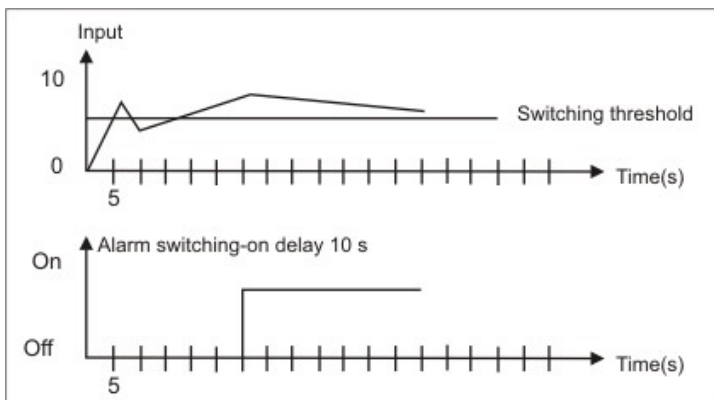 Input
10
Switching threshold
0
Time(s)
5
Alarm switching-on delay 10 s
On
Off
Time(s)
5